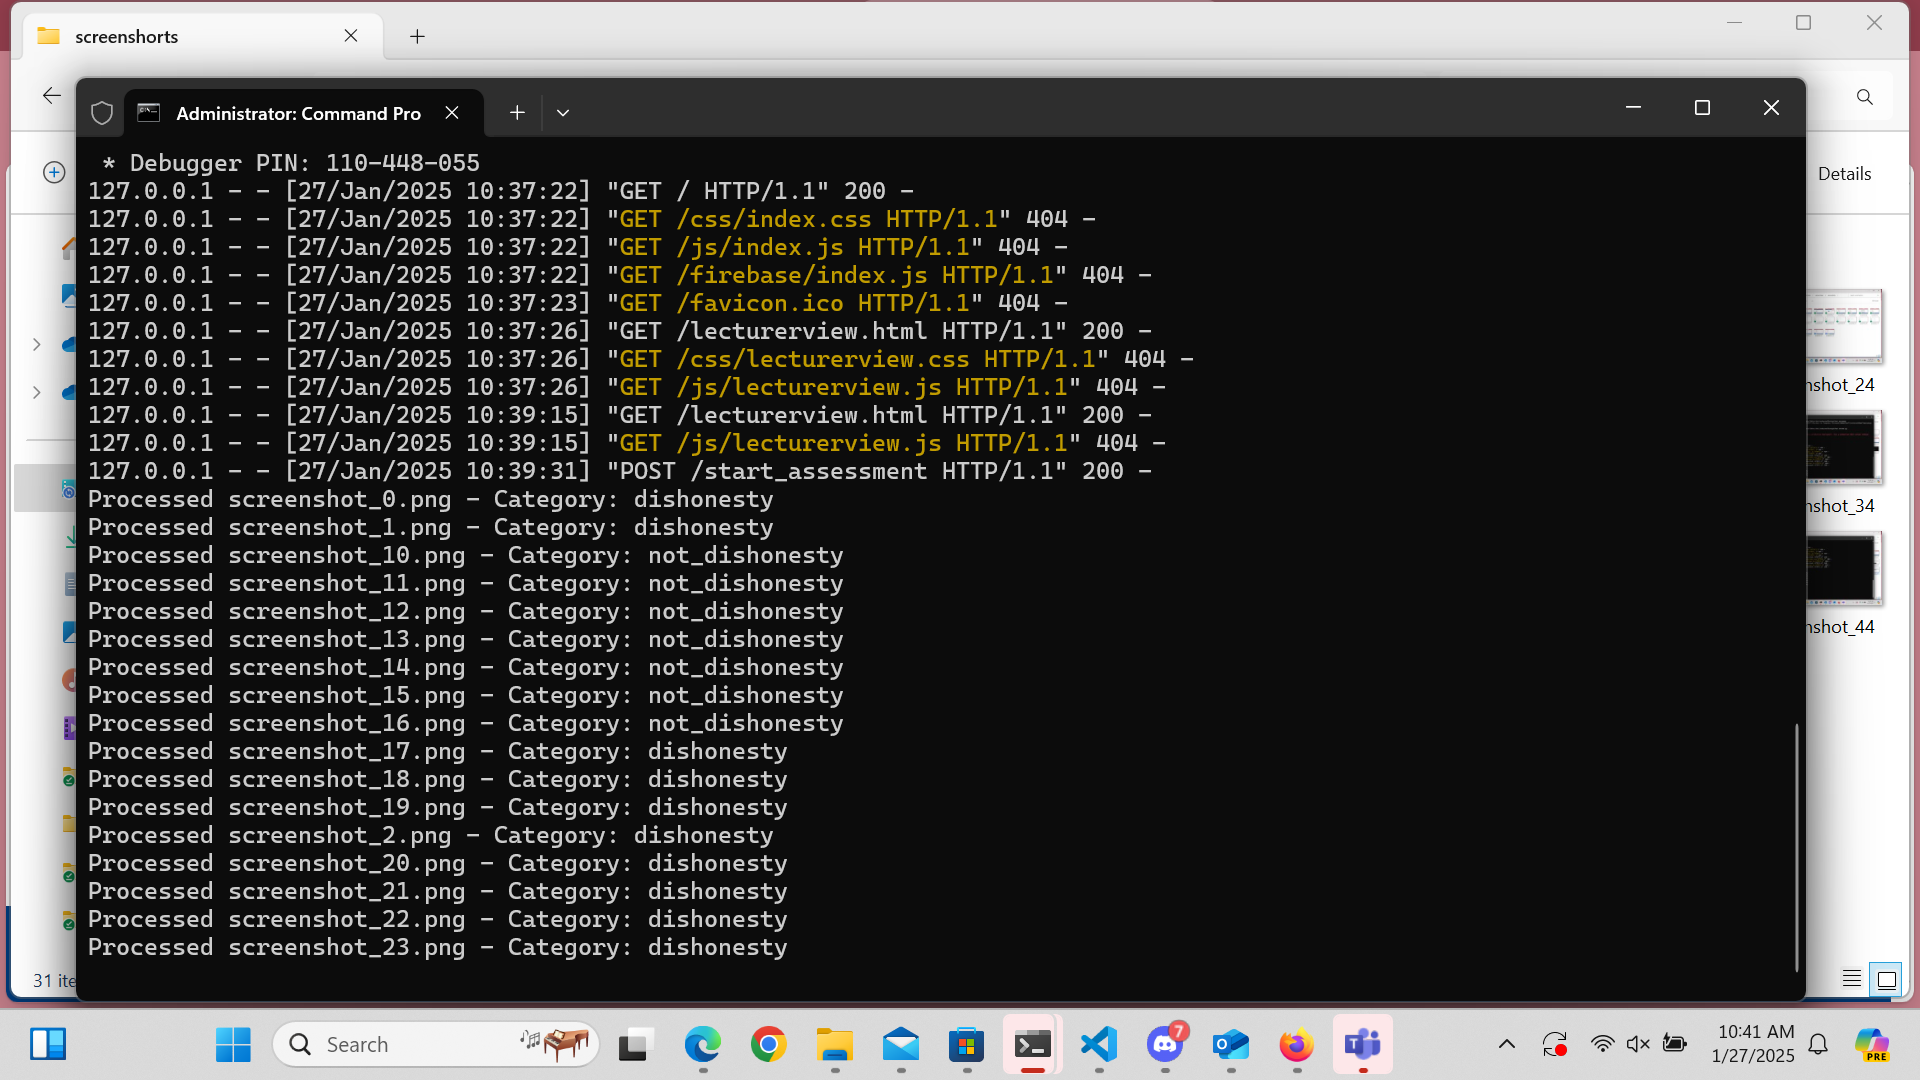 screenshorts
Administrator: Command Pro
Details
* Debugger PIN: 110-448-055
127.0.0.1 - - [27/Jan/2025 10:37:22] "GET / HTTP/1.1" 200 -
127.0.0.1 - - [27/Jan/2025 10:37:22] "GET /css/index.css HTTP/1.1" 404 -
127.0.0.1 - - [27/Jan/2025 10:37:22] "GET /js/index.js HTTP/1.1" 404 -
127.0.0.1 - - [27/Jan/2025 10:37:22] "GET /firebase/index.js HTTP/1.1" 404 -
127.0.0.1 - - [27/Jan/2025 10:37:23] "GET /favicon.ico HTTP/1.1" 404 -
127.0.0.1 - - [27/Jan/2025 10:37:26] "GET /lecturerview.html HTTP/1.1" 200 -
127.0.0.1 - - [27/Jan/2025 10:37:26] "GET /css/lecturerview.css HTTP/1.1" 404 -
127.0.0.1 - - [27/Jan/2025 10:37:26] "GET /js/lecturerview.js HTTP/1.1" 404 -
127.0.0.1 - - [27/Jan/2025 10:39:15] "GET /lecturerview.html HTTP/1.1" 200 -
127.0.0.1 - - [27/Jan/2025 10:39:15] "GET /js/lecturerview.js HTTP/1.1" 404 -
127.0.0.1 - - [27/Jan/2025 10:39:31] "POST /start_assessment HTTP/1.1" 200 -
Processed screenshot_0.png - Category: dishonesty
Processed screenshot_1.png - Category: dishonesty
Processed screenshot_10.png - Category: not_dishonesty
Processed screenshot_11.png - Category: not_dishonesty
Processed screenshot_12.png - Category: not_dishonesty
Processed screenshot_13.png - Category: not_dishonesty
Processed screenshot_14.png - Category: not_dishonesty
Processed screenshot_15.png - Category: not_dishonesty
Processed screenshot_16.png - Category: not_dishonesty
Processed screenshot_17.png - Category: dishonesty
Processed screenshot_18.png - Category: dishonesty
Processed screenshot_19.png - Category: dishonesty
Processed screenshot_2.png - Category: dishonesty
Processed screenshot_20.png - Category: dishonesty
Processed screenshot_21.png - Category: dishonesty
Processed screenshot_22.png - Category: dishonesty
Processed screenshot_23.png - Category: dishonesty
nshot_24
nshot_34
nshot_44
31 ite
Search
7
10:41 AM
1/27/2025
PRE